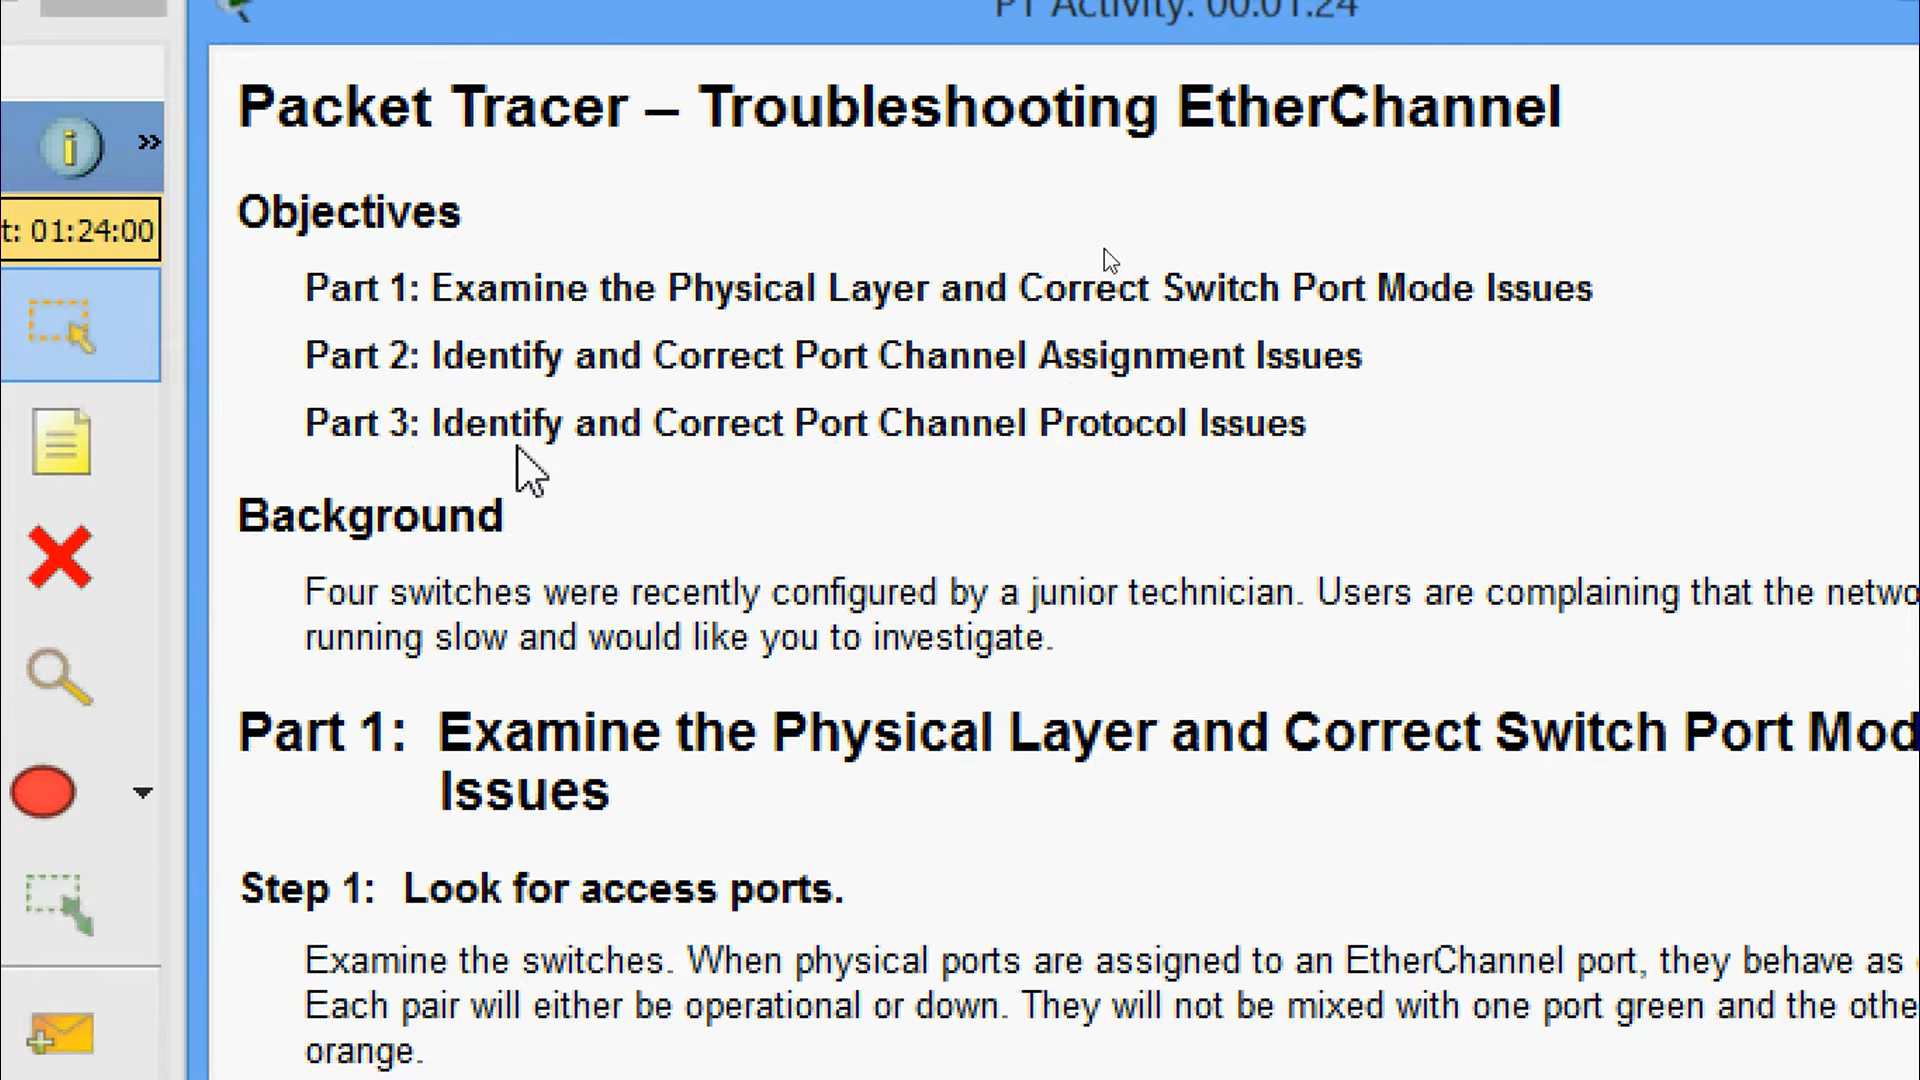 PT Activity: 00:01:24
Packet Tracer – Troubleshooting EtherChannel
i »
Objectives
t: 01:24:00
Part 1: Examine the Physical Layer and Correct Switch Port Mode Issues
Part 2: Identify and Correct Port Channel Assignment Issues
Part 3: Identify and Correct Port Channel Protocol Issues
Background
Four switches were recently configured by a junior technician. Users are complaining that the netwo
running slow and would like you to investigate.
Part 1: Examine the Physical Layer and Correct Switch Port Mod
Issues
Step 1: Look for access ports.
Examine the switches. When physical ports are assigned to an EtherChannel port, they behave as
Each pair will either be operational or down. They will not be mixed with one port green and the othe
orange.